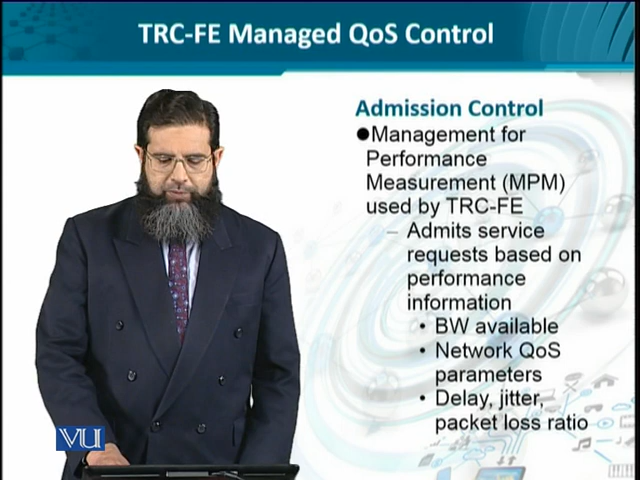 TRC-FE Managed QoS Control
Admission Control
●Management for
Performance
Measurement (MPM)
used by TRC-FE
– Admits service
requests based on
performance
information
• BW available
• Network QoS
parameters
• Delay, jitter,
packet loss ratio
VU